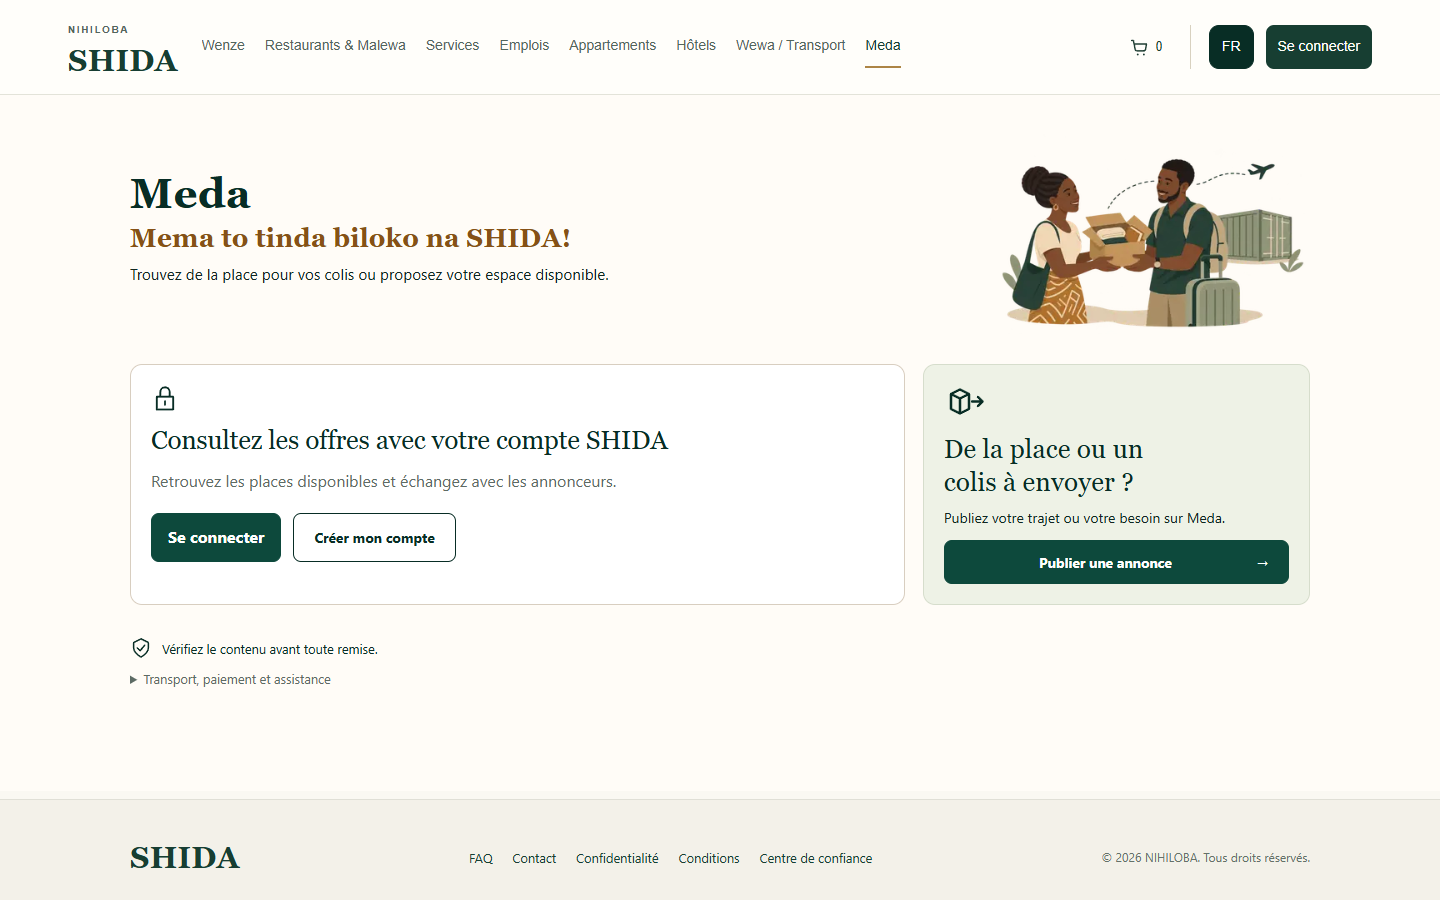 NIHILOBA
SHIDA
Wenze
Restaurants & Malewa
Services
Emplois
Appartements
Hôtels
Wewa / Transport
Meda
0
FR
Se connecter
Meda
Mema to tinda biloko na SHIDA!
Trouvez de la place pour vos colis ou proposez votre espace disponible.
Consultez les offres avec votre compte SHIDA
Retrouvez les places disponibles et échangez avec les annonceurs.
Se connecter
Créer mon compte
De la place ou un
colis à envoyer ?
Publiez votre trajet ou votre besoin sur Meda.
Publier une annonce →
Vérifiez le contenu avant toute remise.
Transport, paiement et assistance
SHIDA
FAQ
Contact
Confidentialité
Conditions
Centre de confiance
© 2026 NIHILOBA. Tous droits réservés.